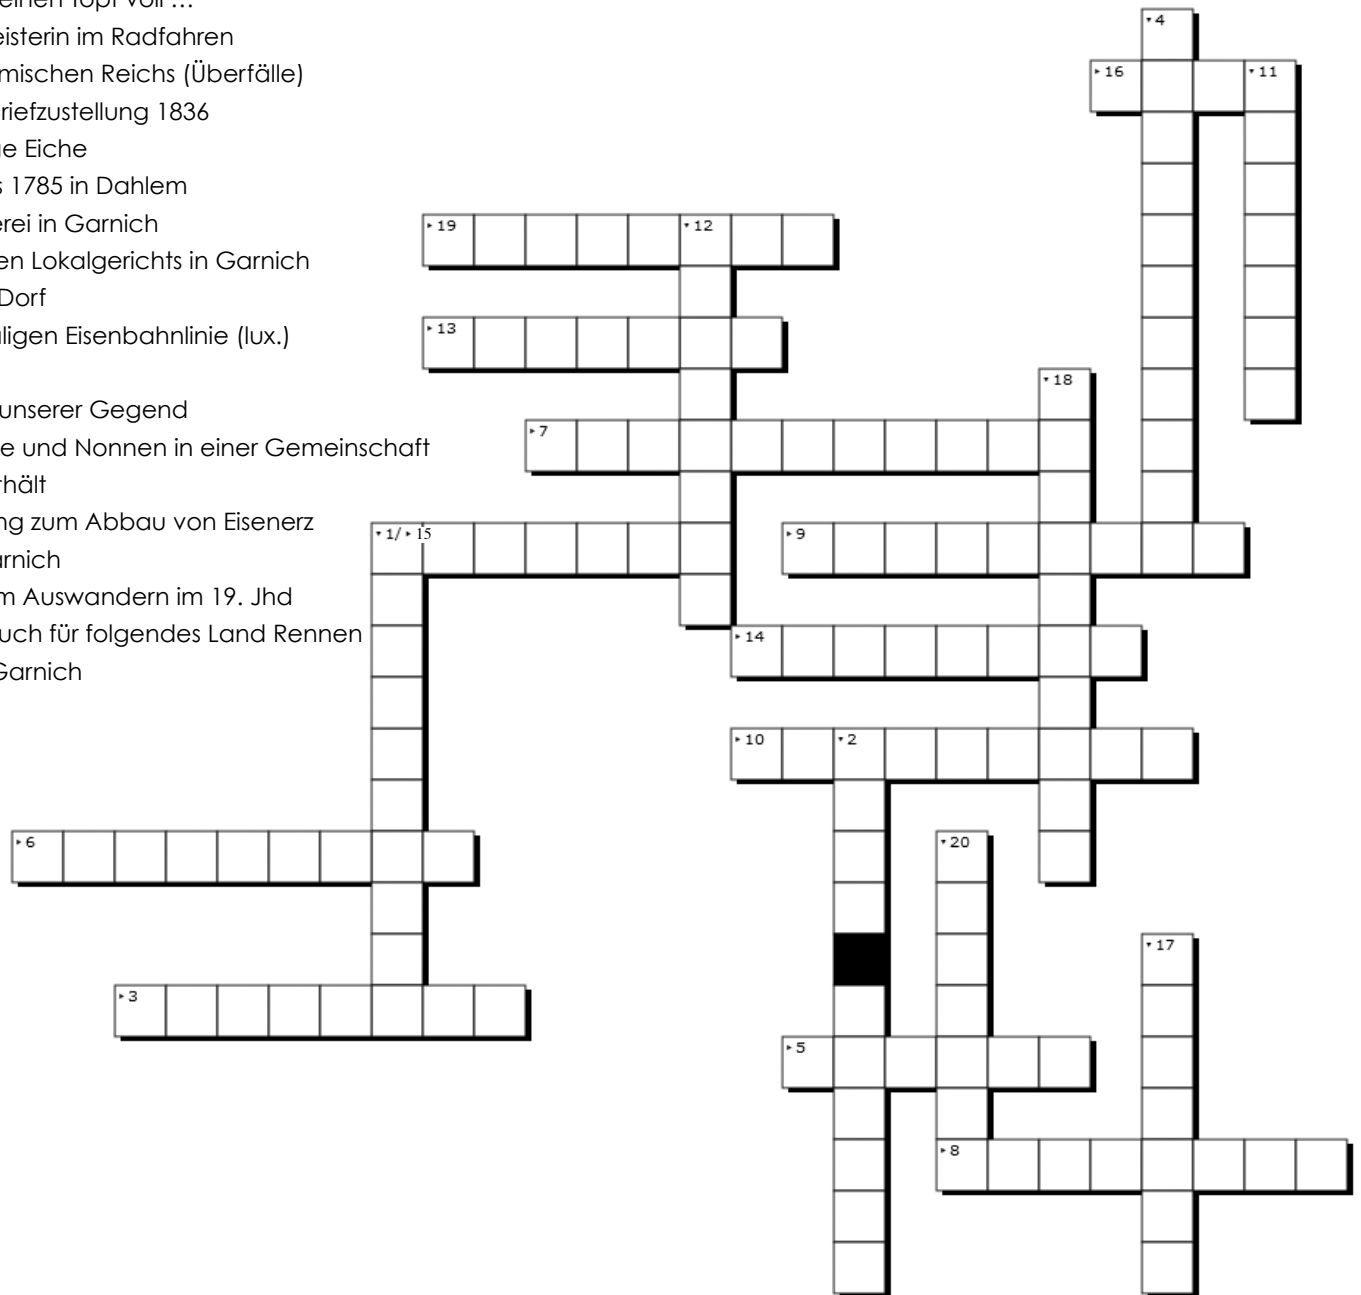 einen Topf voll …
eisterin im Radfahren
mischen Reichs (Überfälle)
riefzustellung 1836
e Eiche
s 1785 in Dahlem
erei in Garnich
en Lokalgerichts in Garnich
Dorf
ligen Eisenbahnlinie (lux.)
unserer Gegend
e und Nonnen in einer Gemeinschaft
hält
ng zum Abbau von Eisenerz
arnich
m Auswandern im 19. Jhd
uch für folgendes Land Rennen
Garnich
4
16 11
19 12
13
18
7
1/ 15 9
14
10 2
6 20
17
3
5
8